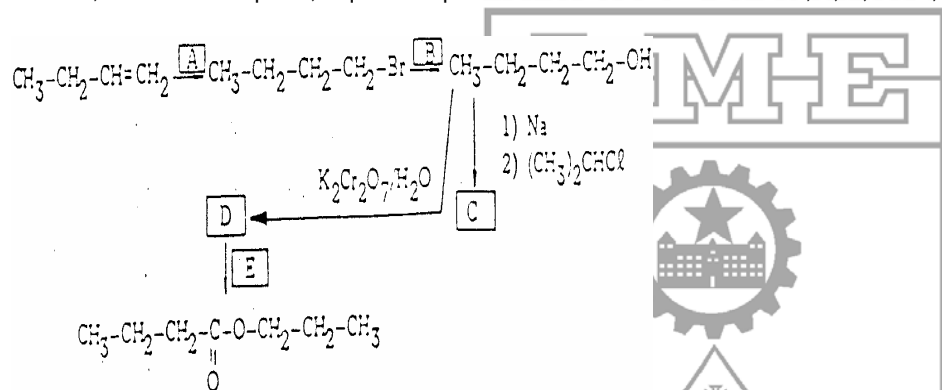 CH₃-CH₂-CH=CH₂ A CH₃-CH₂-CH₂-CH₂-Br B CH₃-CH₂-CH₂-CH₂-OH
1) Na
2) (CH₃)₂CHCℓ
K₂Cr₂O₇/H₂O
D
C
E
CH₃-CH₂-CH₂-C-O-CH₂-CH₂-CH₃
||
O
IME